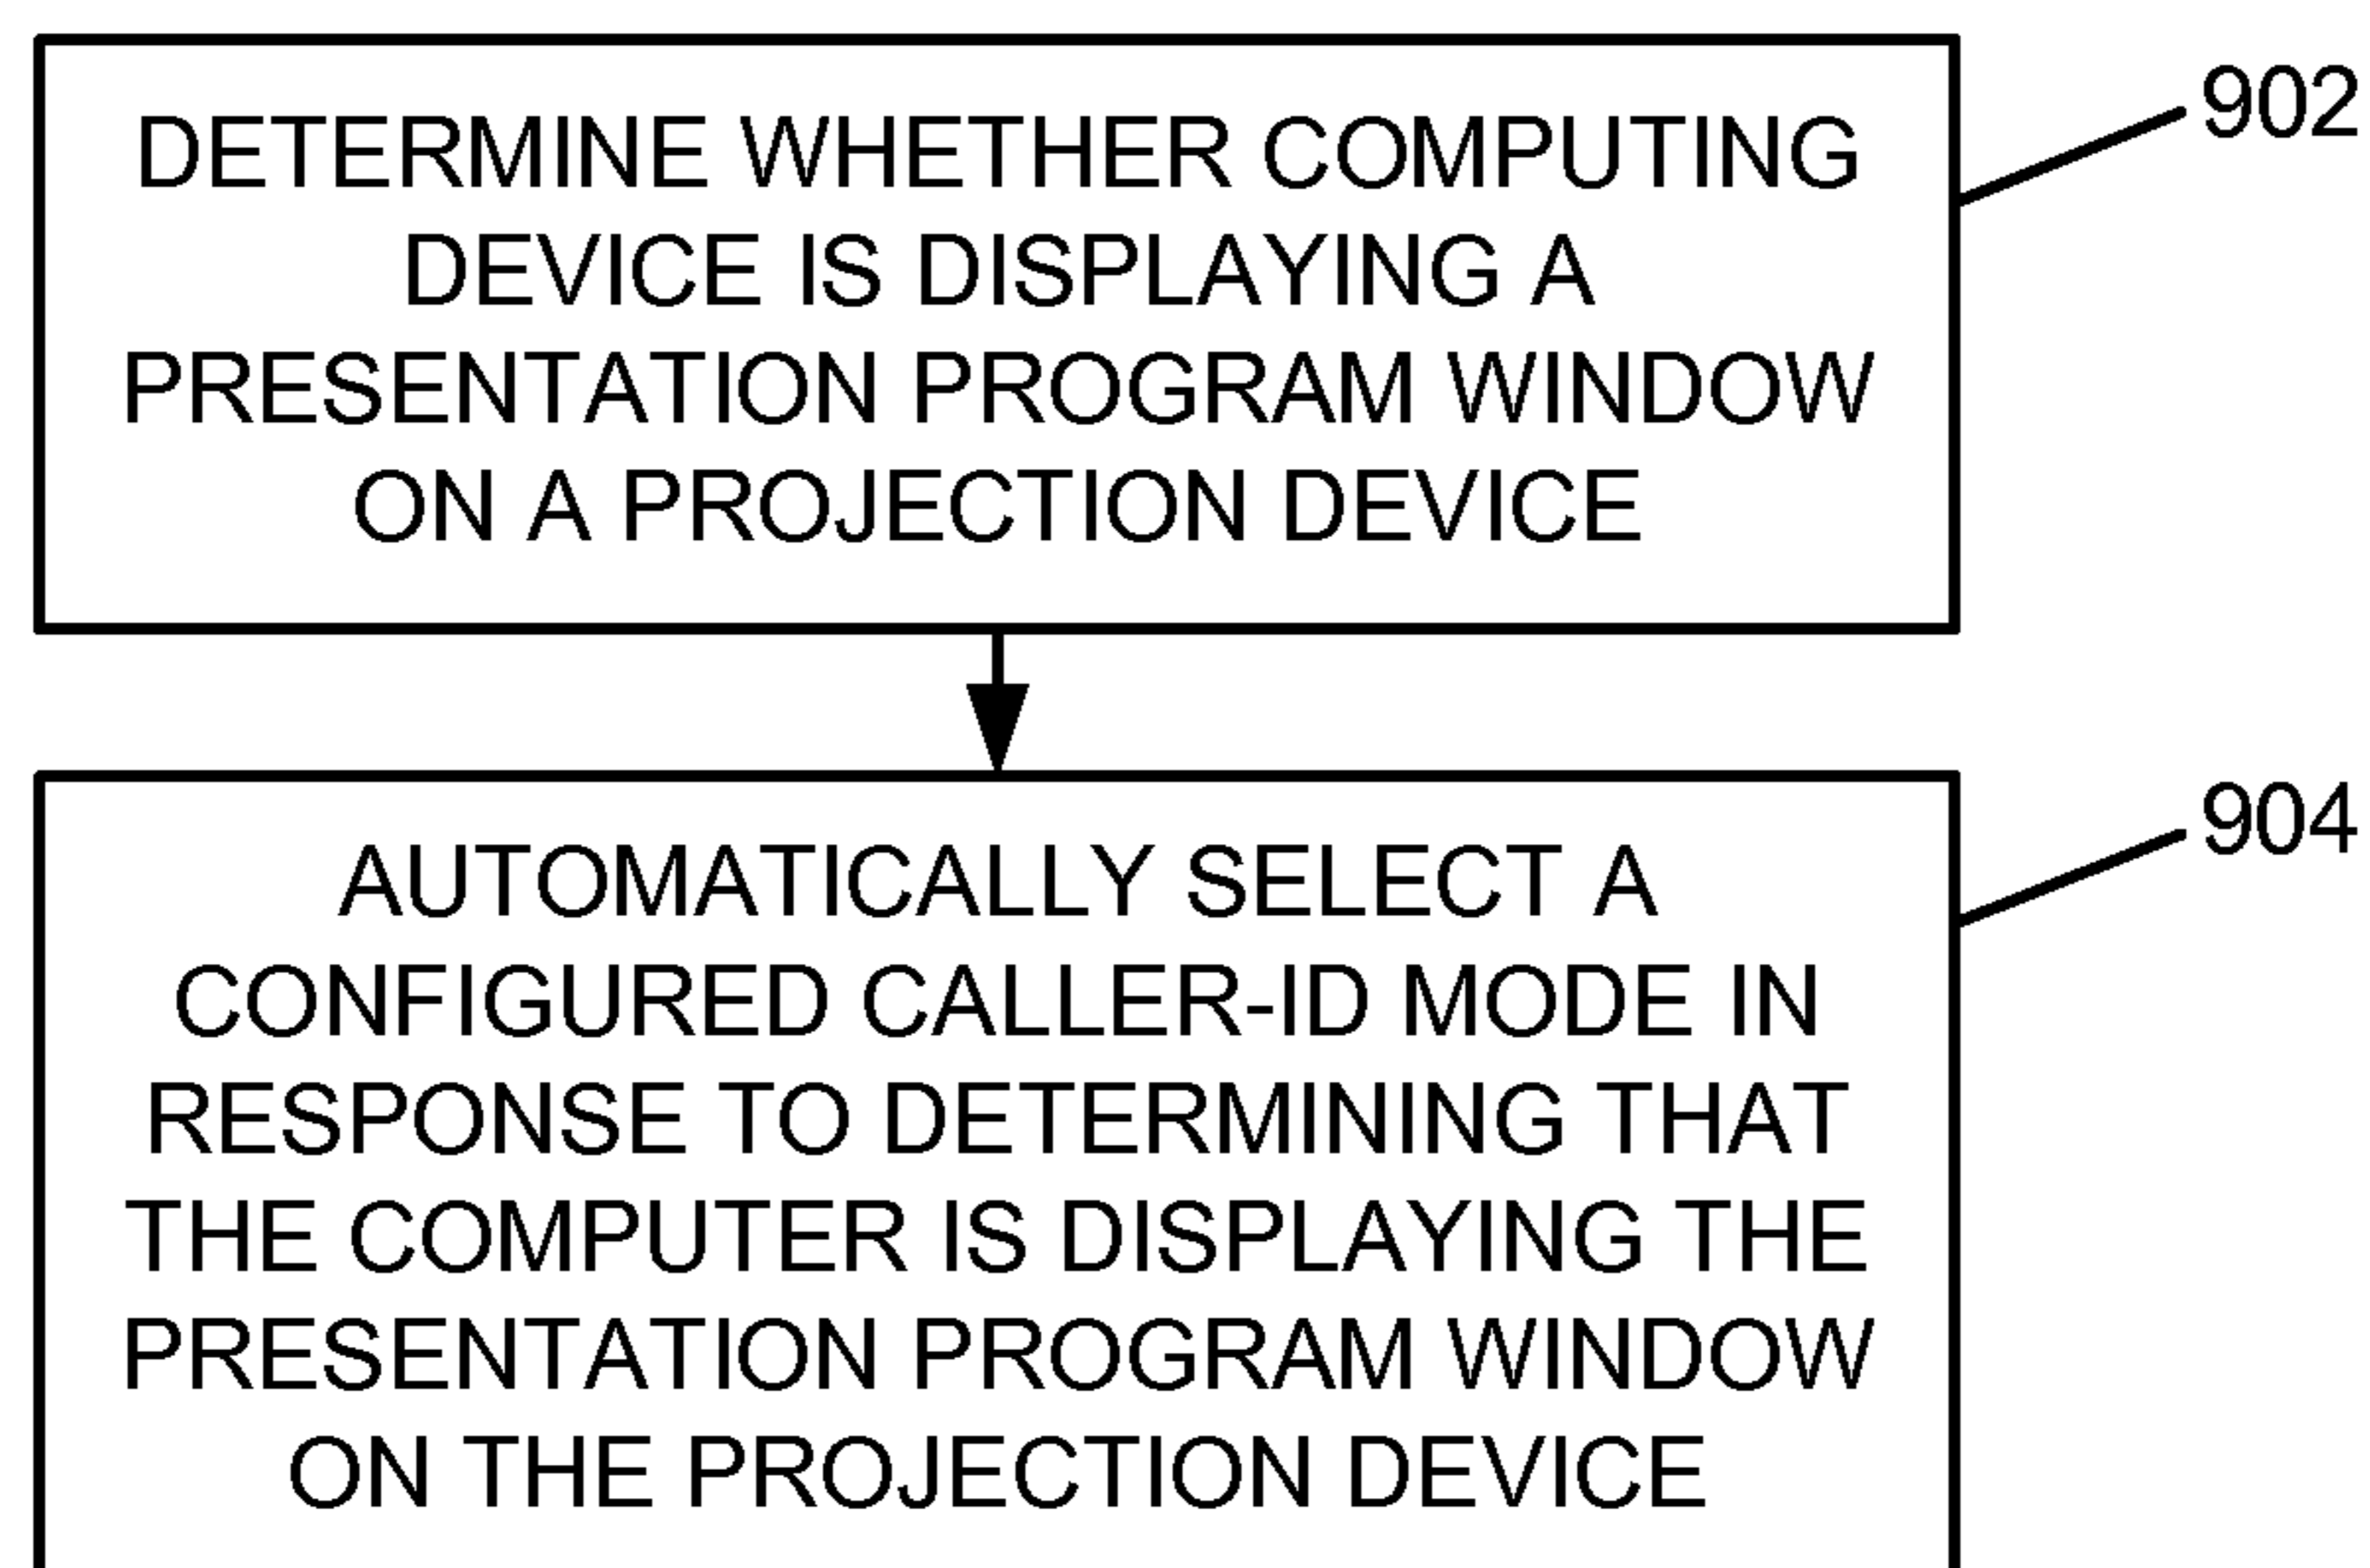 DETERMINE WHETHER COMPUTING
DEVICE IS DISPLAYING A
PRESENTATION PROGRAM WINDOW
ON A PROJECTION DEVICE
902
AUTOMATICALLY SELECT A
CONFIGURED CALLER-ID MODE IN
RESPONSE TO DETERMINING THAT
THE COMPUTER IS DISPLAYING THE
PRESENTATION PROGRAM WINDOW
ON THE PROJECTION DEVICE
904